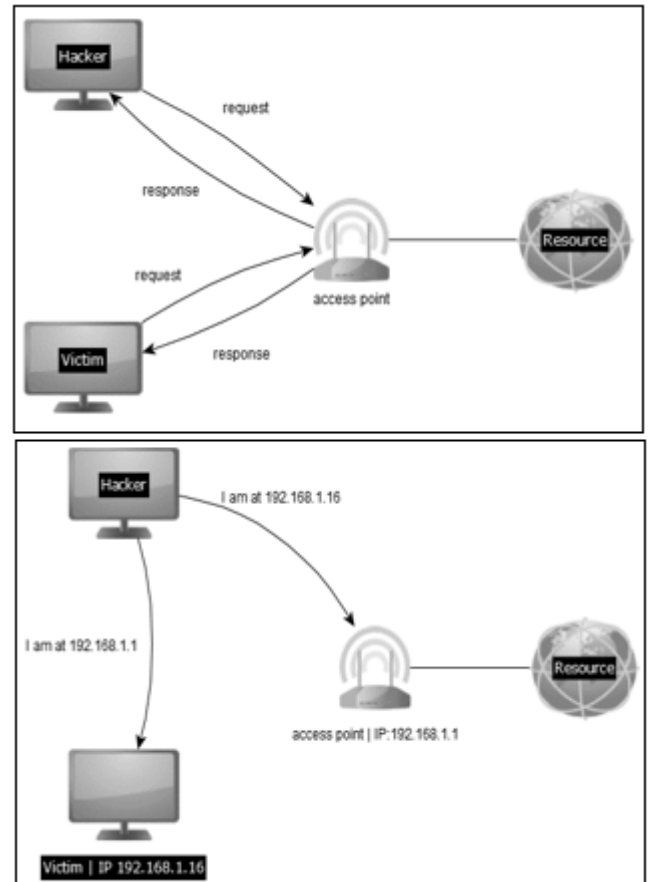 Hacker
request
response
Resource
request
access point
Victim
response
Hacker
I am at 192.168.1.16
I am at 192.168.1.1
Resource
access point | IP:192.168.1.1
Victim | IP 192.168.1.16